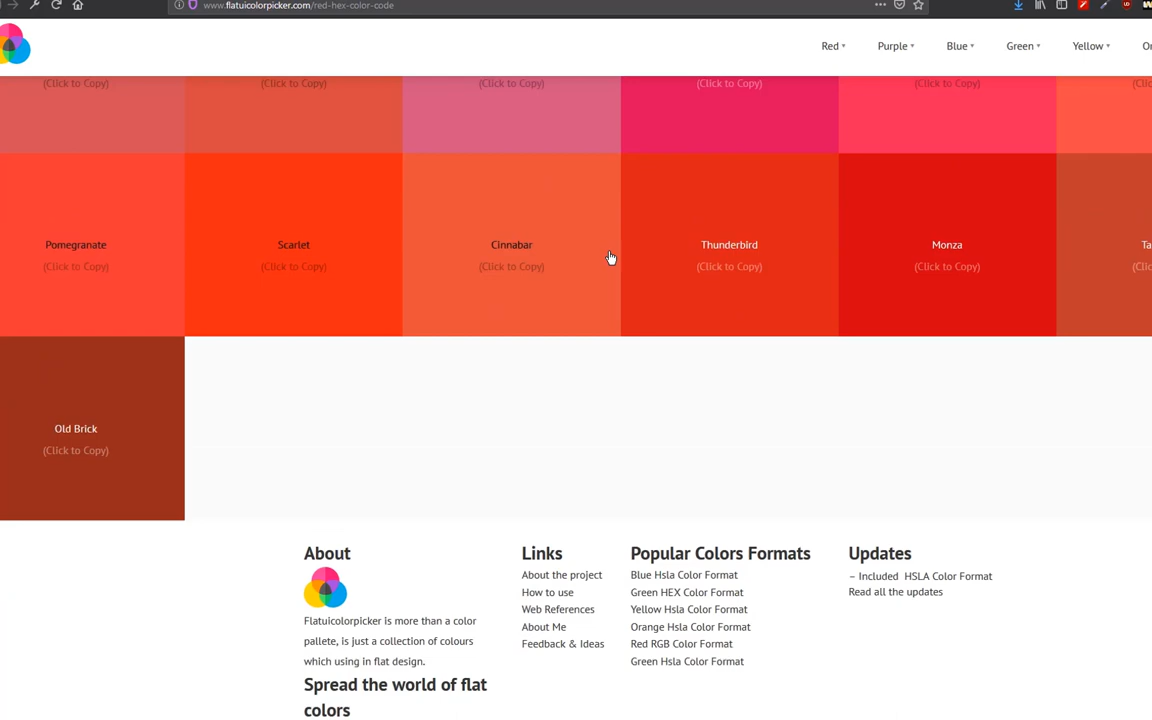 www.flatuicolorpicker.com/red-hex-color-code
Red Purple Blue Green Yellow
(Click to Copy) (Click to Copy) (Click to Copy) (Click to Copy) (Click to Copy)
Pomegranate Scarlet Cinnabar Thunderbird Monza
(Click to Copy) (Click to Copy) (Click to Copy) (Click to Copy) (Click to Copy)
Old Brick
(Click to Copy)
About
Flatuicolorpicker is more than a color
pallete, is just a collection of colours
which using in flat design.
Spread the world of flat
colors
Links
About the project
How to use
Web References
About Me
Feedback & Ideas
Popular Colors Formats
Blue Hsla Color Format
Green HEX Color Format
Yellow Hsla Color Format
Orange Hsla Color Format
Red RGB Color Format
Green Hsla Color Format
Updates
– Included HSLA Color Format
Read all the updates